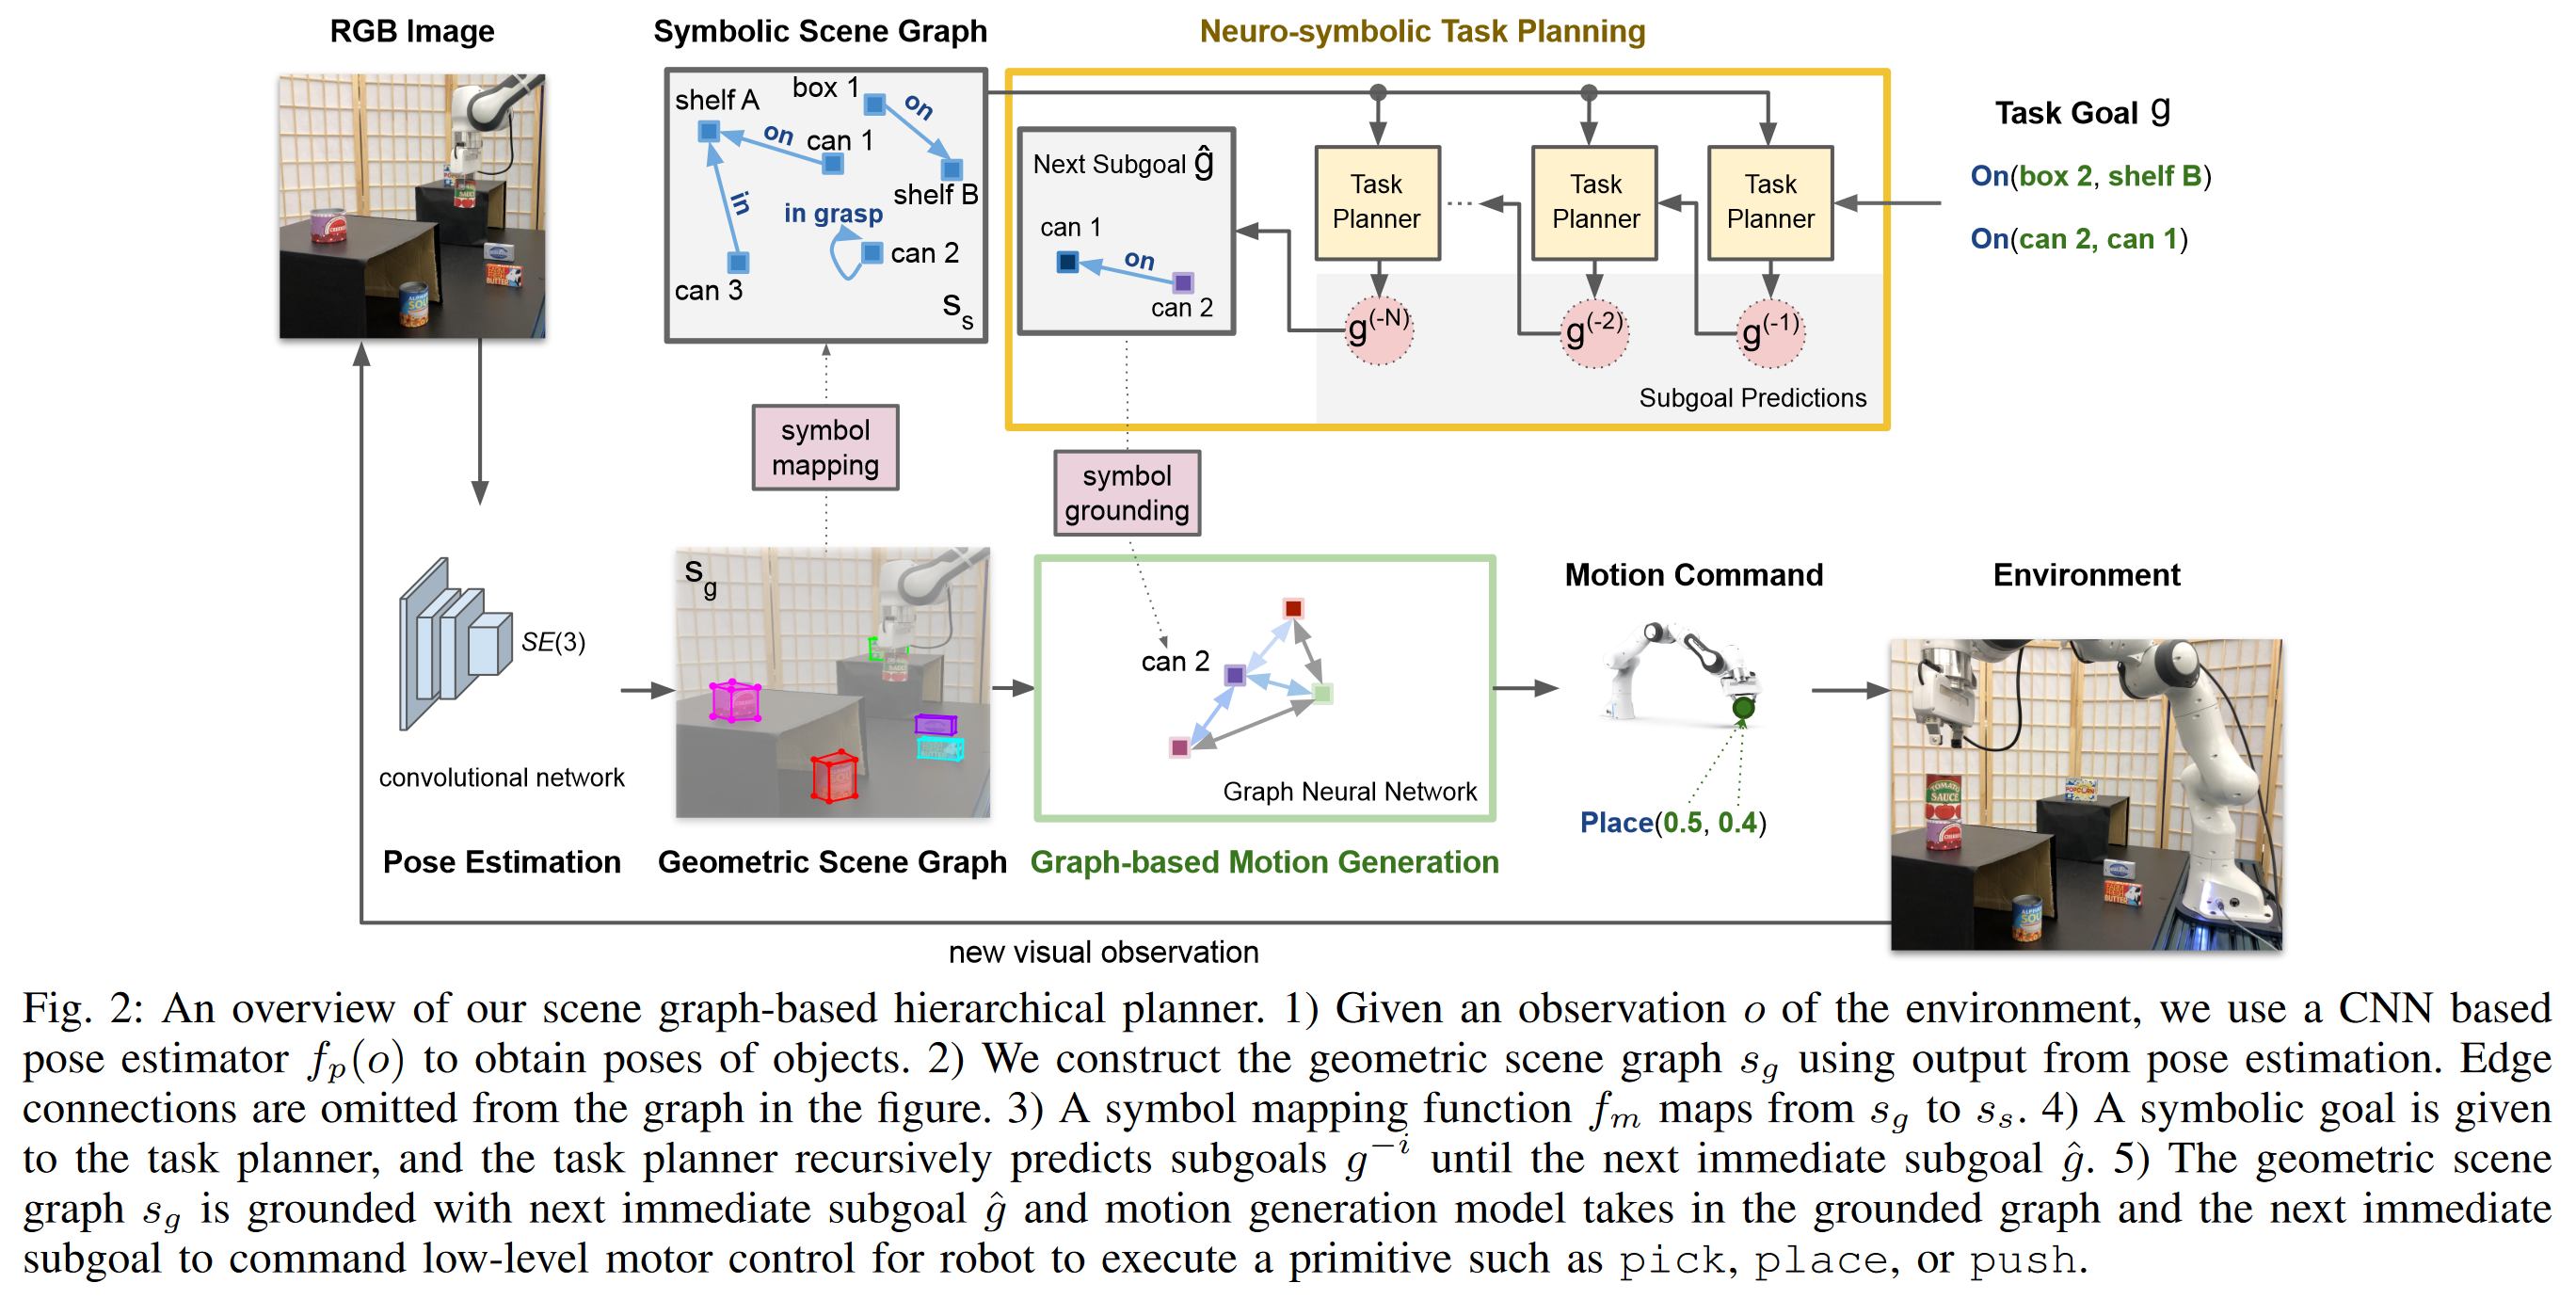 RGB Image
Symbolic Scene Graph
Neuro-symbolic Task Planning
shelf A
box 1
on
on
can 1
shelf B
in
in grasp
can 2
can 3
s_s
Next Subgoal ĝ
can 1
on
can 2
Task
Planner
Task
Planner
Task
Planner
g^(-N)
g^(-2)
g^(-1)
Subgoal Predictions
Task Goal g
On(box 2, shelf B)
On(can 2, can 1)
symbol
mapping
symbol
grounding
SE(3)
convolutional network
Pose Estimation
s_g
Geometric Scene Graph
can 2
Graph Neural Network
Graph-based Motion Generation
Motion Command
Place(0.5, 0.4)
Environment
TOMATO
SAUCE
POPCORN
BUTTER
new visual observation
Fig. 2: An overview of our scene graph-based hierarchical planner. 1) Given an observation o of the environment, we use a CNN based
pose estimator f_p(o) to obtain poses of objects. 2) We construct the geometric scene graph s_g using output from pose estimation. Edge
connections are omitted from the graph in the figure. 3) A symbol mapping function f_m maps from s_g to s_s. 4) A symbolic goal is given
to the task planner, and the task planner recursively predicts subgoals g^{-i} until the next immediate subgoal ĝ. 5) The geometric scene
graph s_g is grounded with next immediate subgoal ĝ and motion generation model takes in the grounded graph and the next immediate
subgoal to command low-level motor control for robot to execute a primitive such as pick, place, or push.